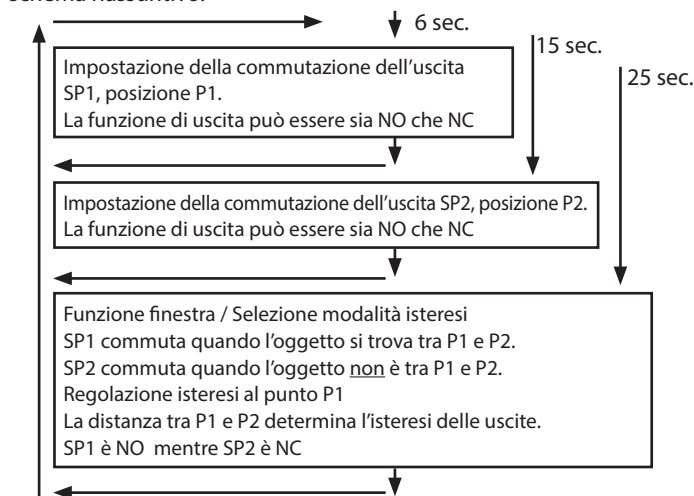 schema riassuntivo:
6 sec.
15 sec.
25 sec.
Impostazione della commutazione dell'uscita
SP1, posizione P1.
La funzione di uscita può essere sia NO che NC
Impostazione della commutazione dell'uscita SP2, posizione P2.
La funzione di uscita può essere sia NO che NC
Funzione finestra / Selezione modalità isteresi
SP1 commuta quando l'oggetto si trova tra P1 e P2.
SP2 commuta quando l'oggetto non è tra P1 e P2.
Regolazione isteresi al punto P1
La distanza tra P1 e P2 determina l'isteresi delle uscite.
SP1 è NO mentre SP2 è NC